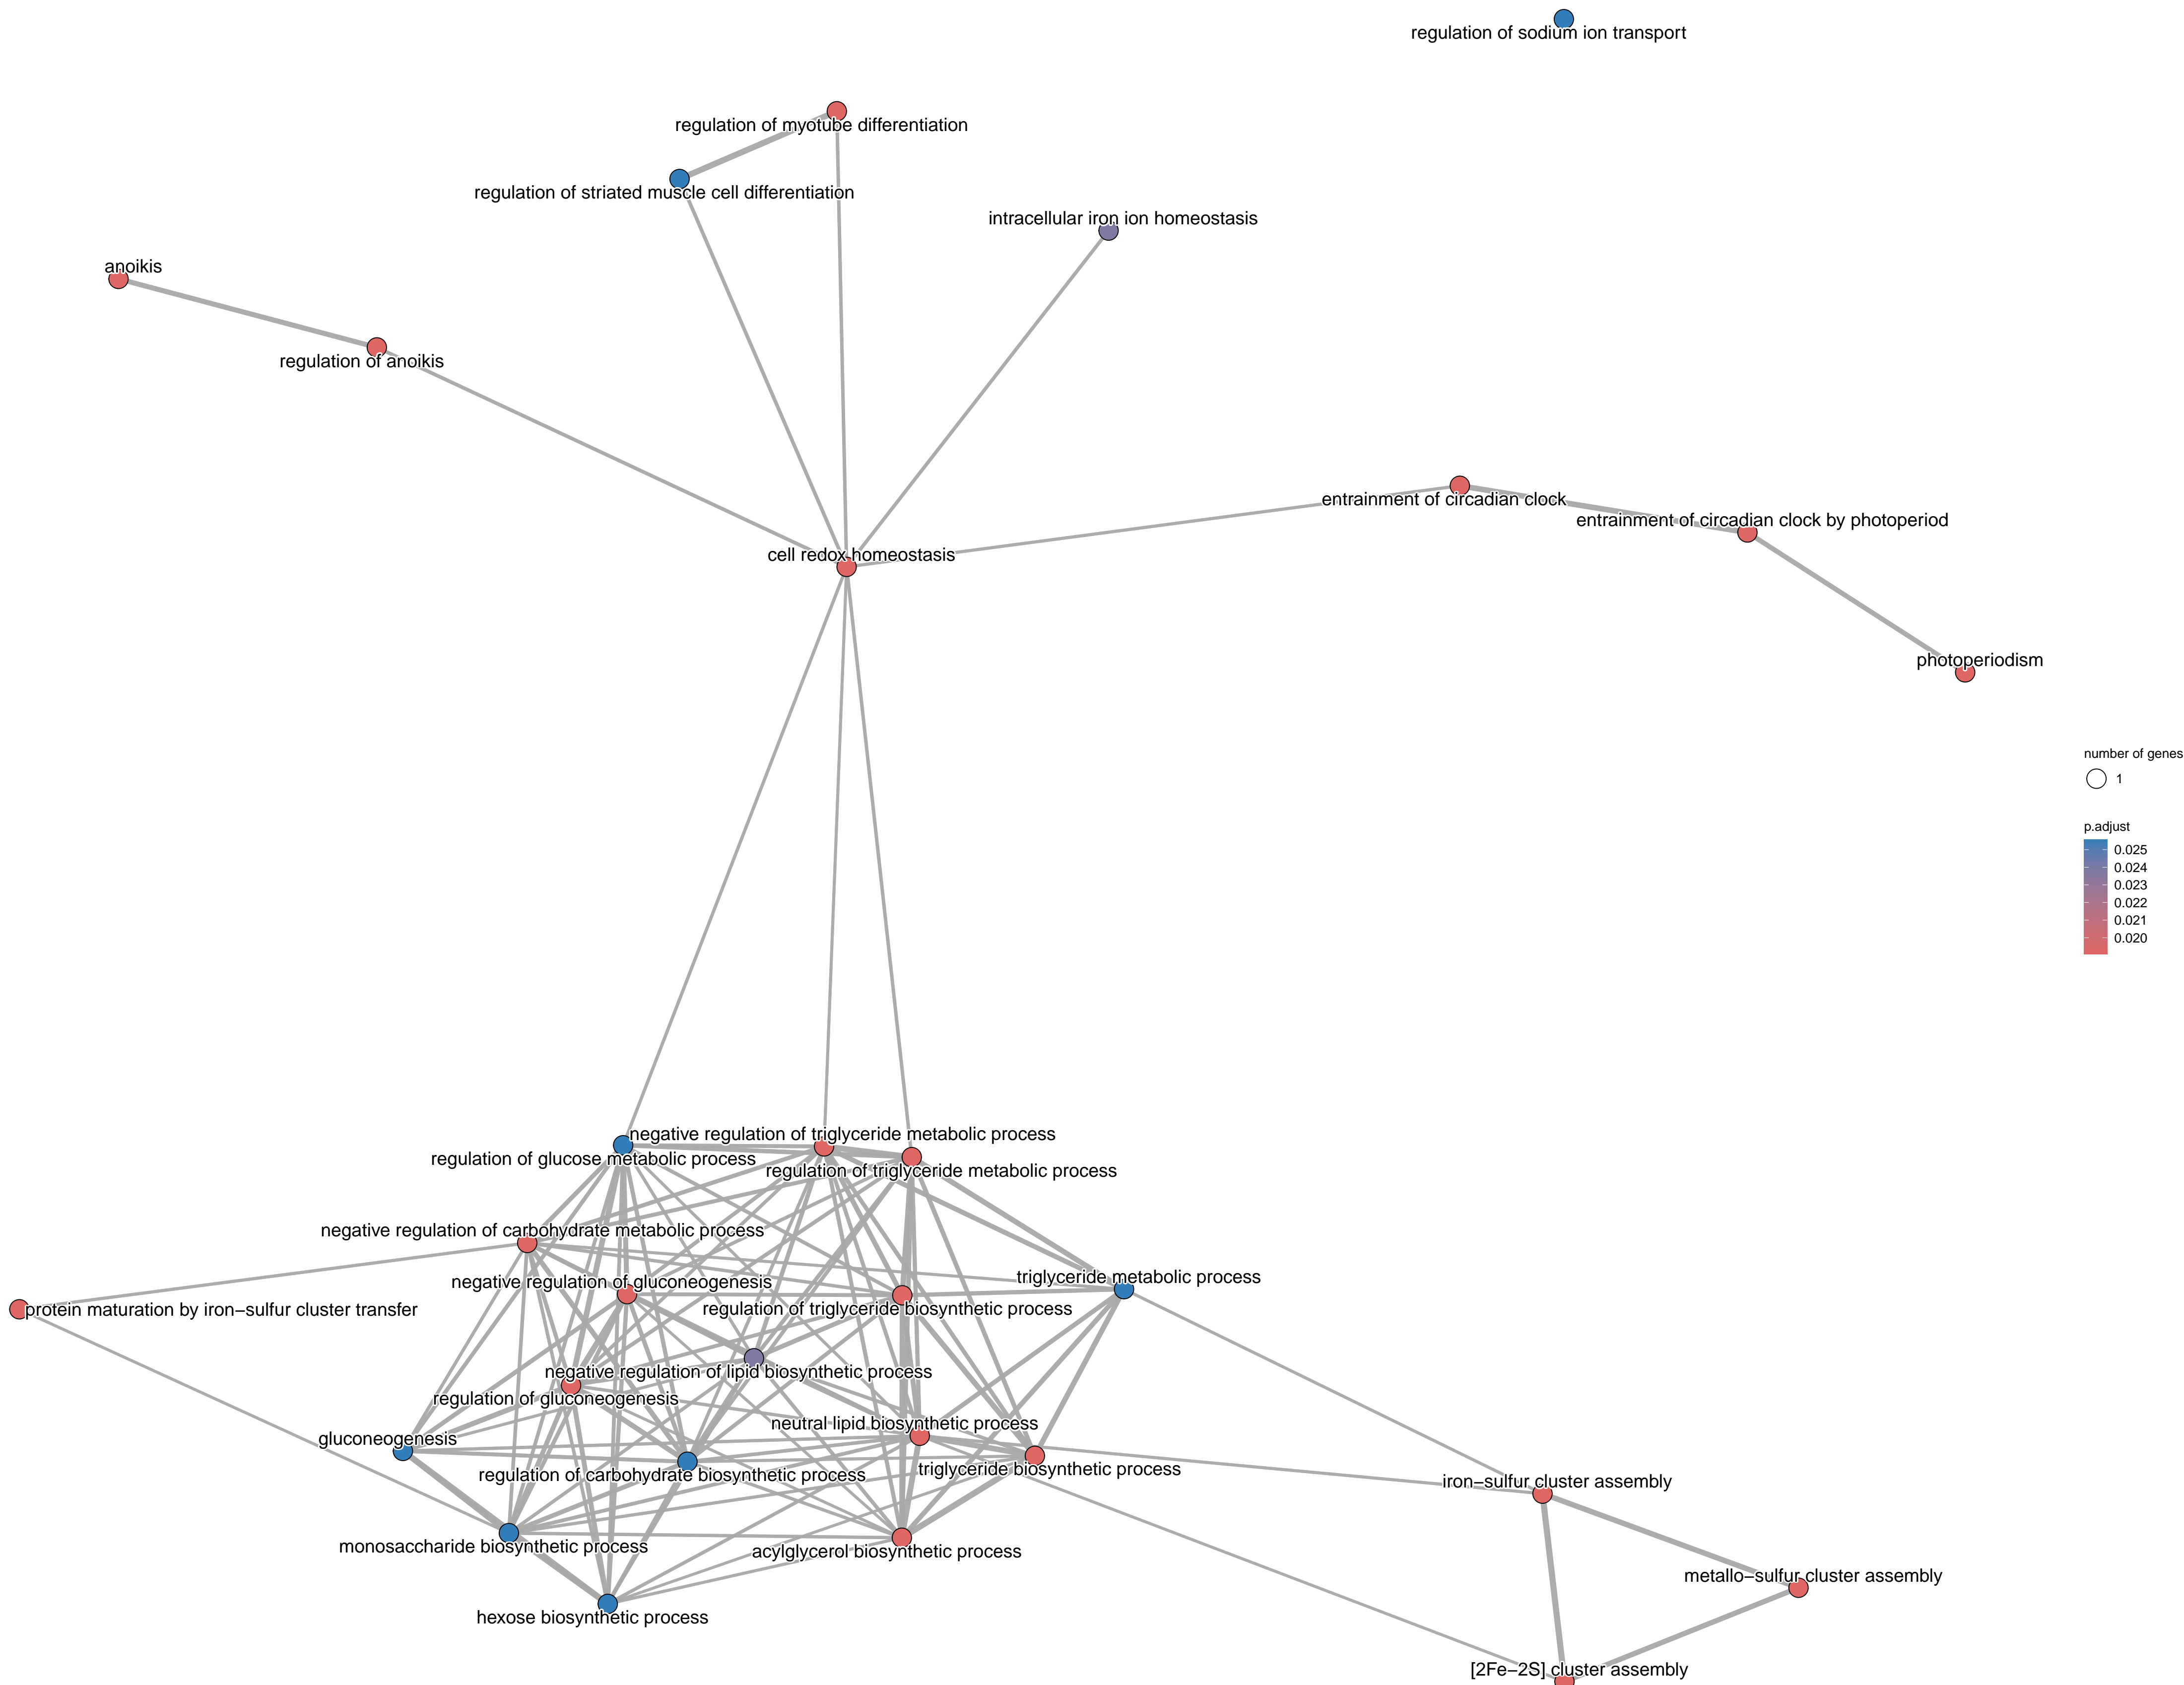 regulation of sodium ion transport
regulation of myotube differentiation
regulation of striated muscle cell differentiation
intracellular iron ion homeostasis
anoikis
regulation of anoikis
entrainment of circadian clock
entrainment of circadian clock by photoperiod
cell redox homeostasis
photoperiodism
number of genes
1
p.adjust
0.025
0.024
0.023
0.022
0.021
0.020
negative regulation of triglyceride metabolic process
regulation of glucose metabolic process
regulation of triglyceride metabolic process
negative regulation of carbohydrate metabolic process
triglyceride metabolic process
negative regulation of gluconeogenesis
regulation of triglyceride biosynthetic process
protein maturation by iron−sulfur cluster transfer
negative regulation of lipid biosynthetic process
regulation of gluconeogenesis
neutral lipid biosynthetic process
gluconeogenesis
triglyceride biosynthetic process
regulation of carbohydrate biosynthetic process
iron−sulfur cluster assembly
monosaccharide biosynthetic process
acylglycerol biosynthetic process
metallo−sulfur cluster assembly
hexose biosynthetic process
[2Fe−2S] cluster assembly